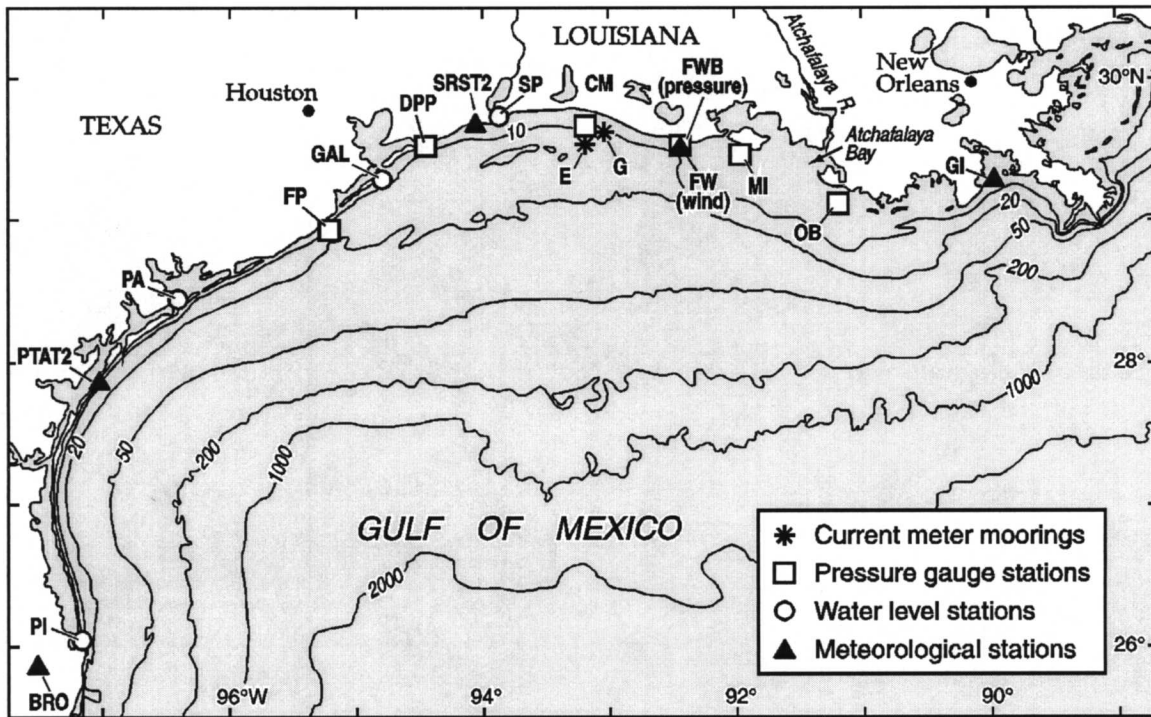 LOUISIANA
Atchafalaya R.
New
Orleans
30°N
Houston
TEXAS
SRST2
SP
CM
FWB
(pressure)
DPP
10
Atchafalaya
Bay
GAL
E
G
FW
(wind)
MI
GI
FP
OB
20
50
200
PA
PTAT2
28°
1000
20
50
200
1000
GULF OF MEXICO
2000
PI
BRO
26°
96°W
94°
92°
90°
Current meter moorings
Pressure gauge stations
Water level stations
Meteorological stations